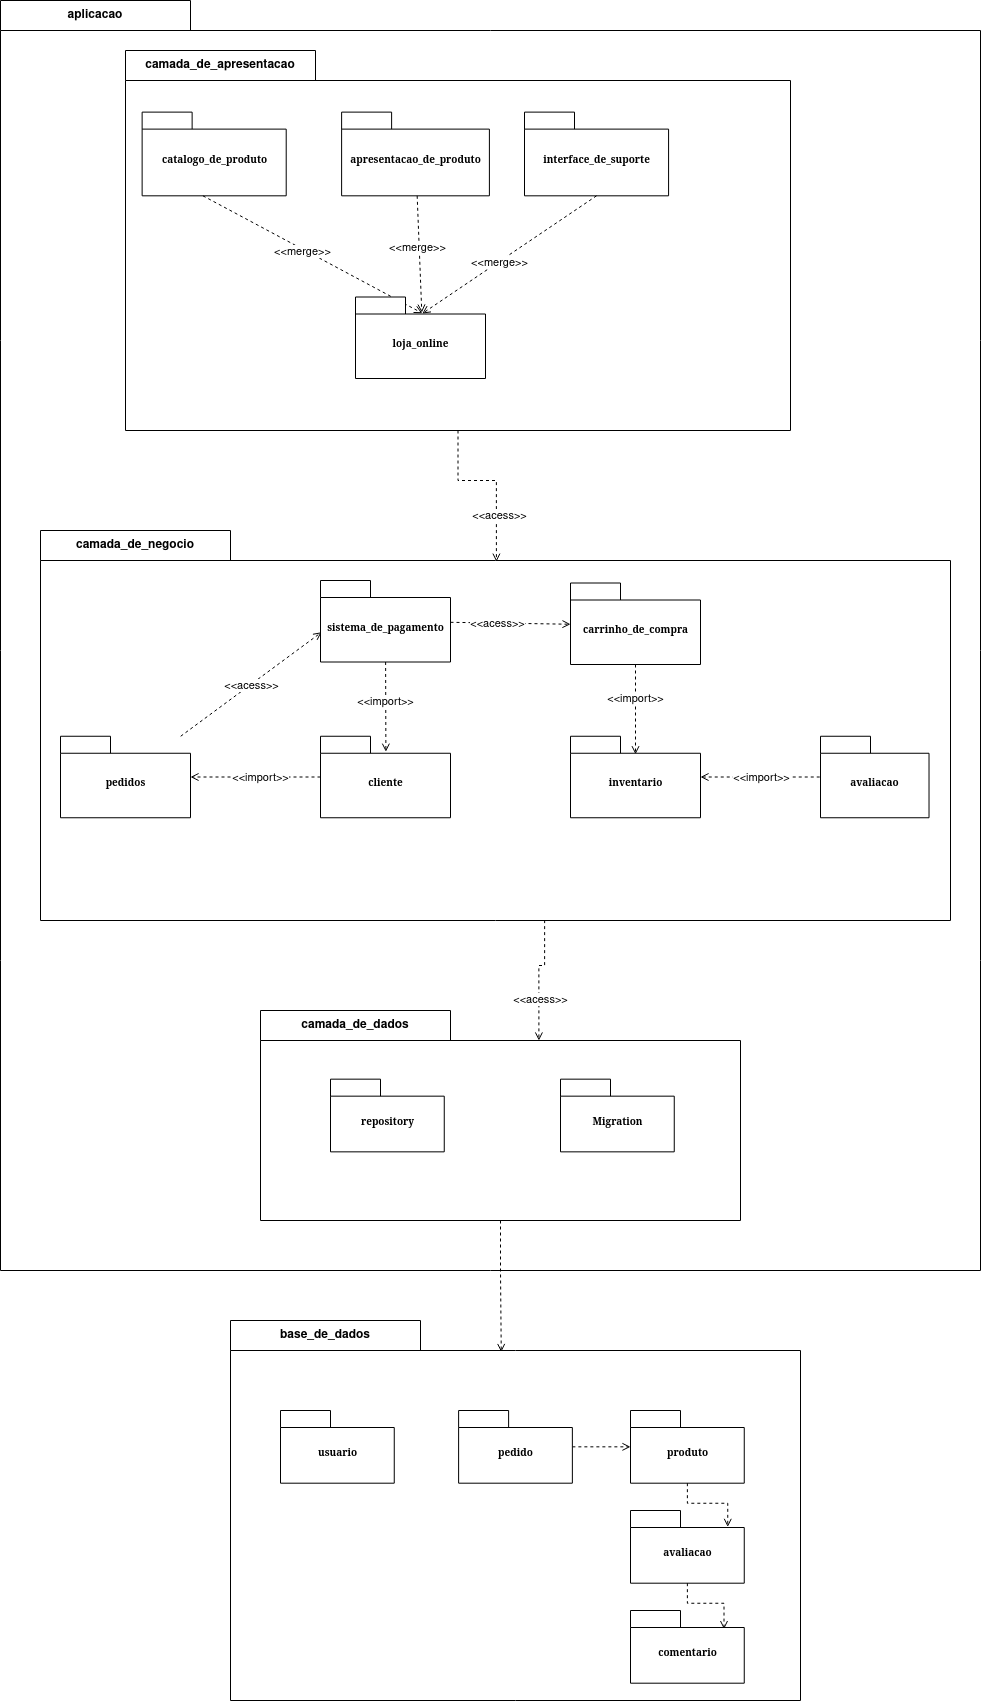 aplicacao
camada_de_apresentacao
catalogo_de_produto
apresentacao_de_produto
interface_de_suporte
<<merge>>
<<merge>>
<<merge>>
loja_online
<<acess>>
camada_de_negocio
sistema_de_pagamento
<<acess>>
carrinho_de_compra
<<acess>>
<<import>>
<<import>>
pedidos
<<import>>
cliente
inventario
<<import>>
avaliacao
<<acess>>
camada_de_dados
repository
Migration
base_de_dados
usuario
pedido
produto
avaliacao
comentario